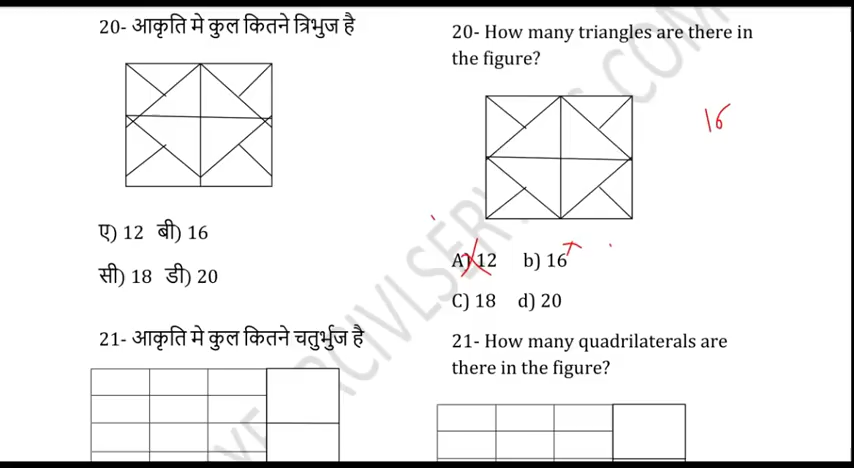 20- आकृति मे कुल कितने त्रिभुज है
ए) 12 बी) 16
सी) 18 डी) 20
21- आकृति मे कुल कितने चतुर्भुज है
20- How many triangles are there in
the figure?
16
A) 12 b) 16
C) 18 d) 20
21- How many quadrilaterals are
there in the figure?